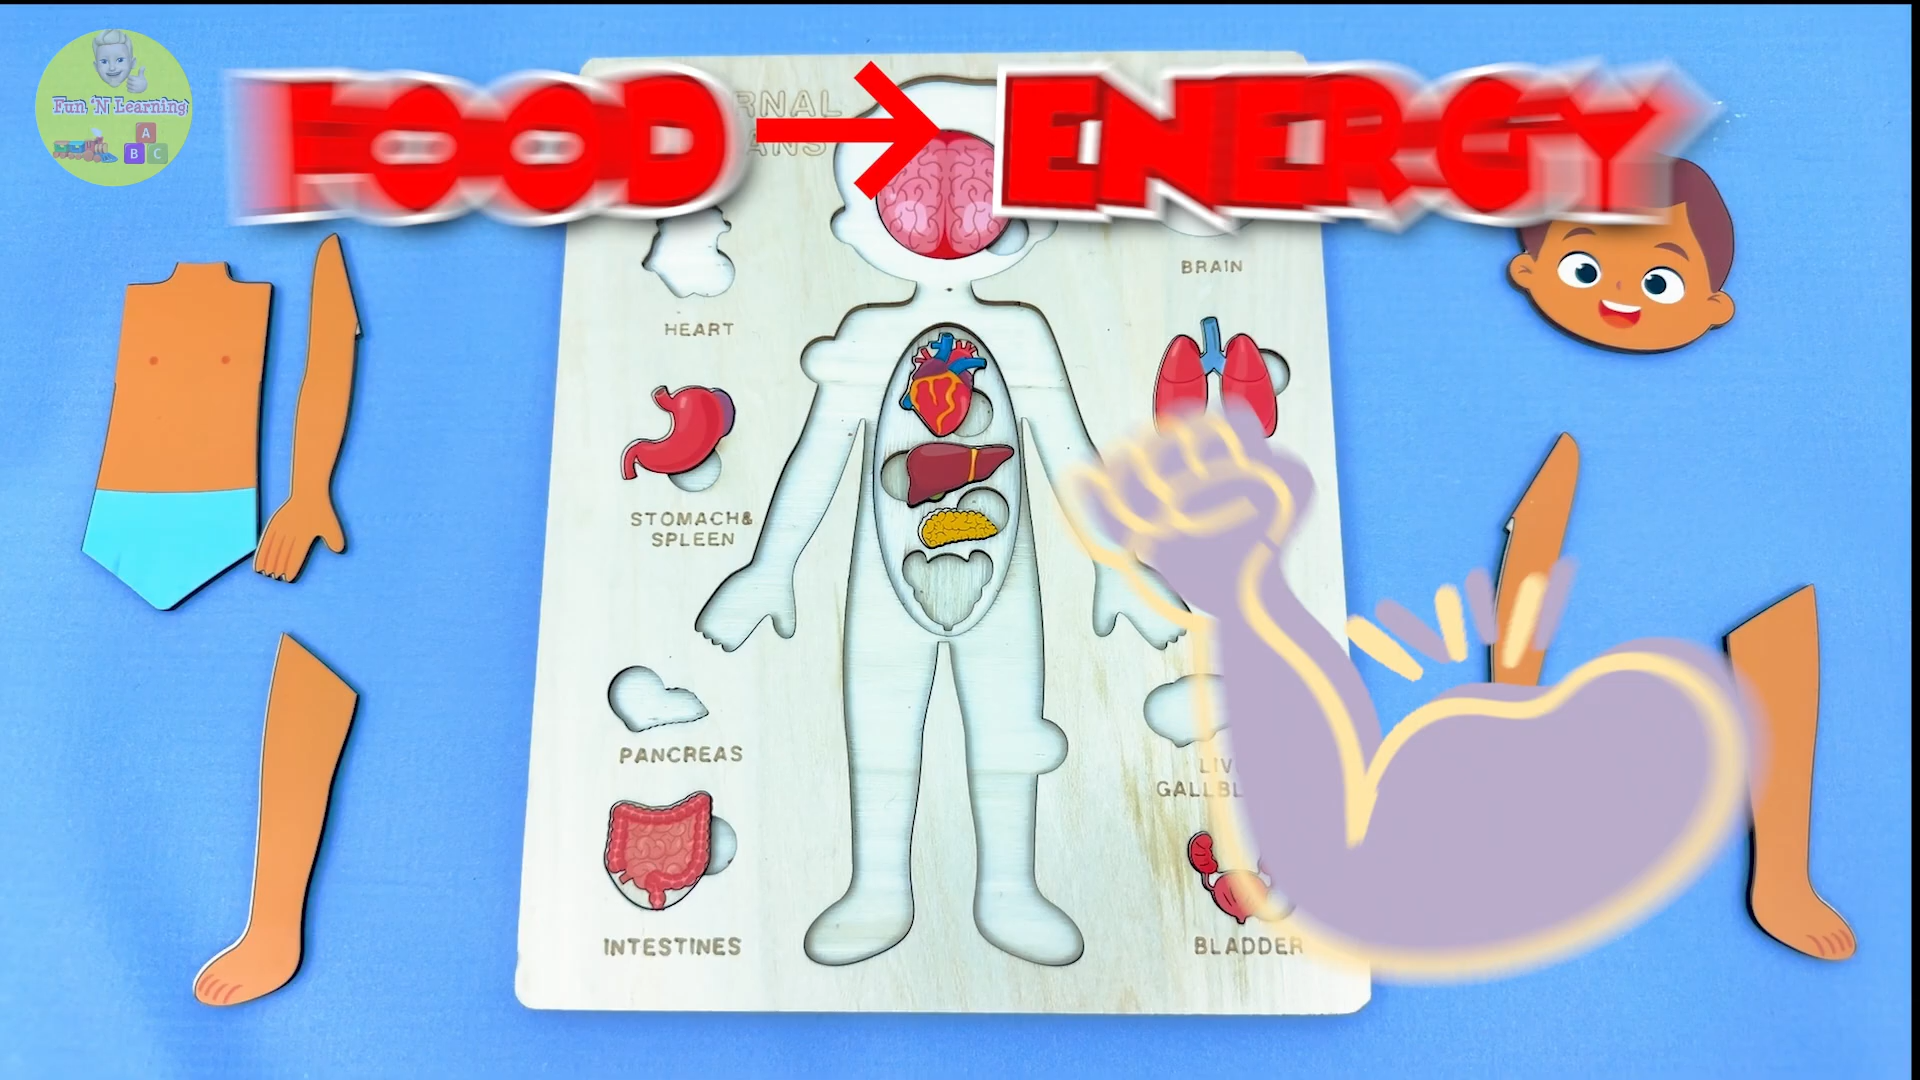 Fun 'N Learning
A
B C
FOOD → ENERGY
HEART
BRAIN
STOMACH&
SPLEEN
PANCREAS
INTESTINES
BLADDER